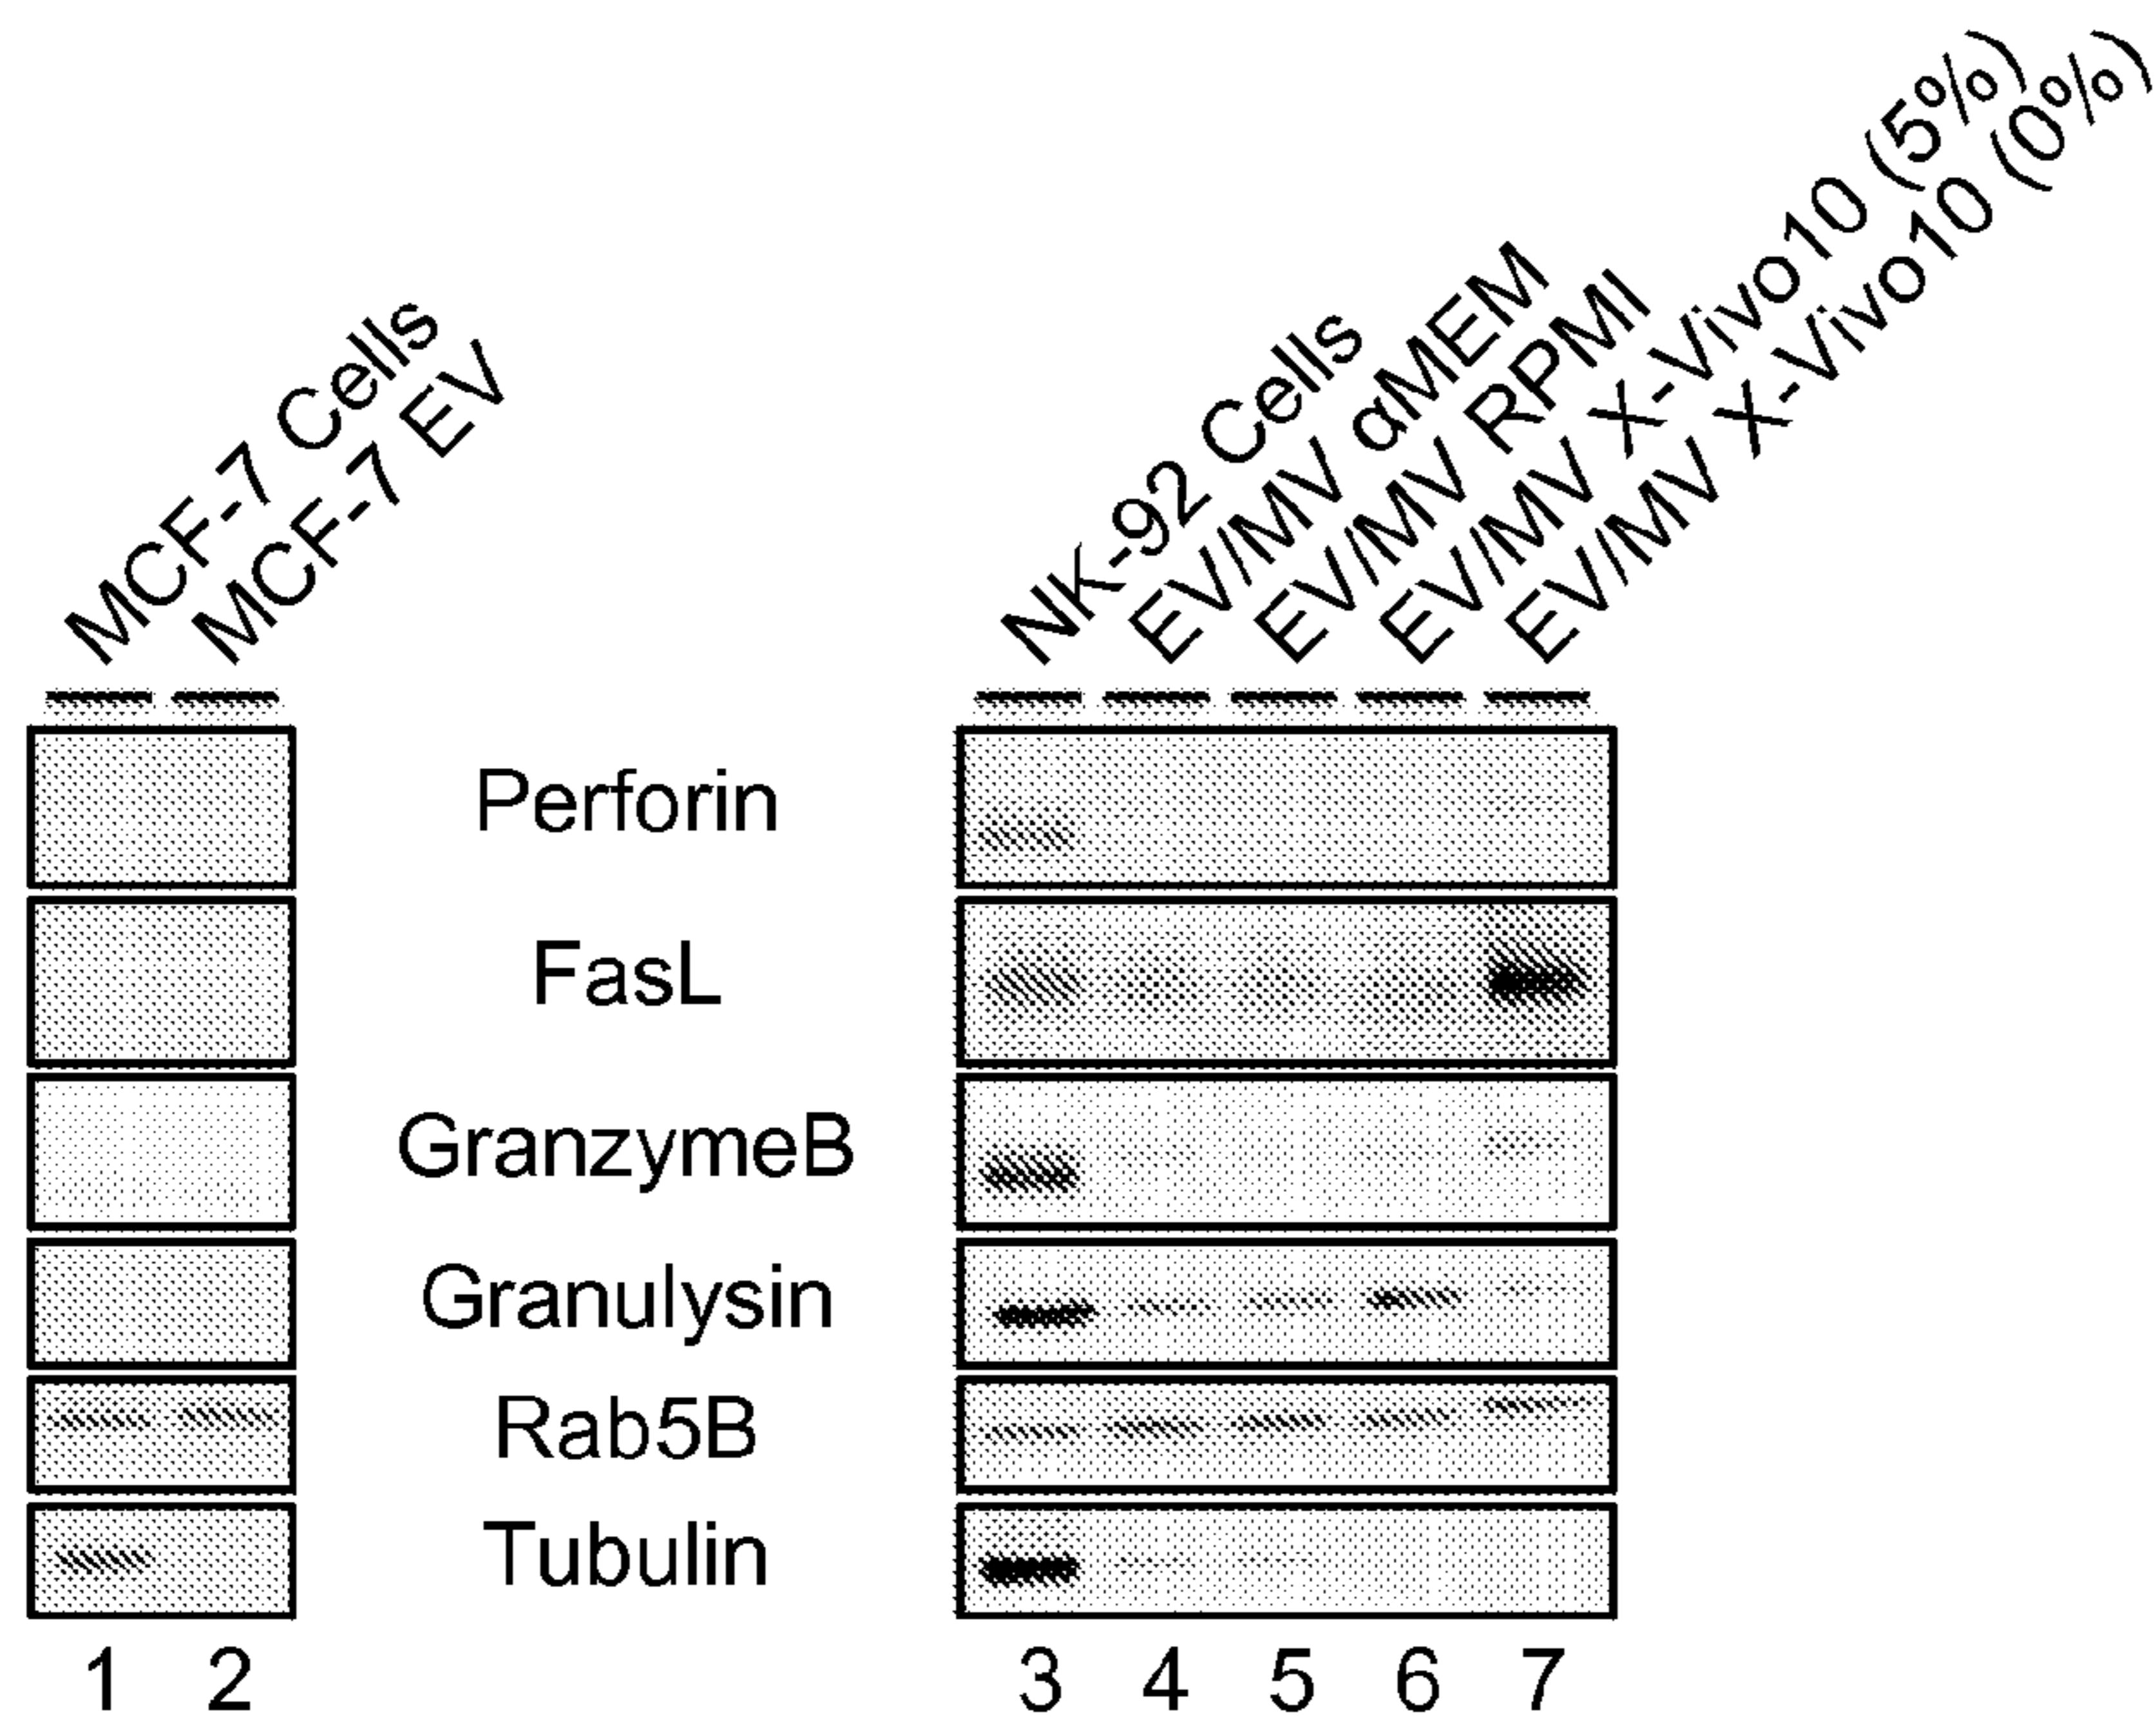 MCF-7 Cells
MCF-7 EV
NK-92 Cells
EV/MV αMEM
EV/MV RPMI
EV/MV X-Vivo10 (5%)
EV/MV X-Vivo10 (0%)
Perforin
FasL
GranzymeB
Granulysin
Rab5B
Tubulin
1 2 3 4 5 6 7